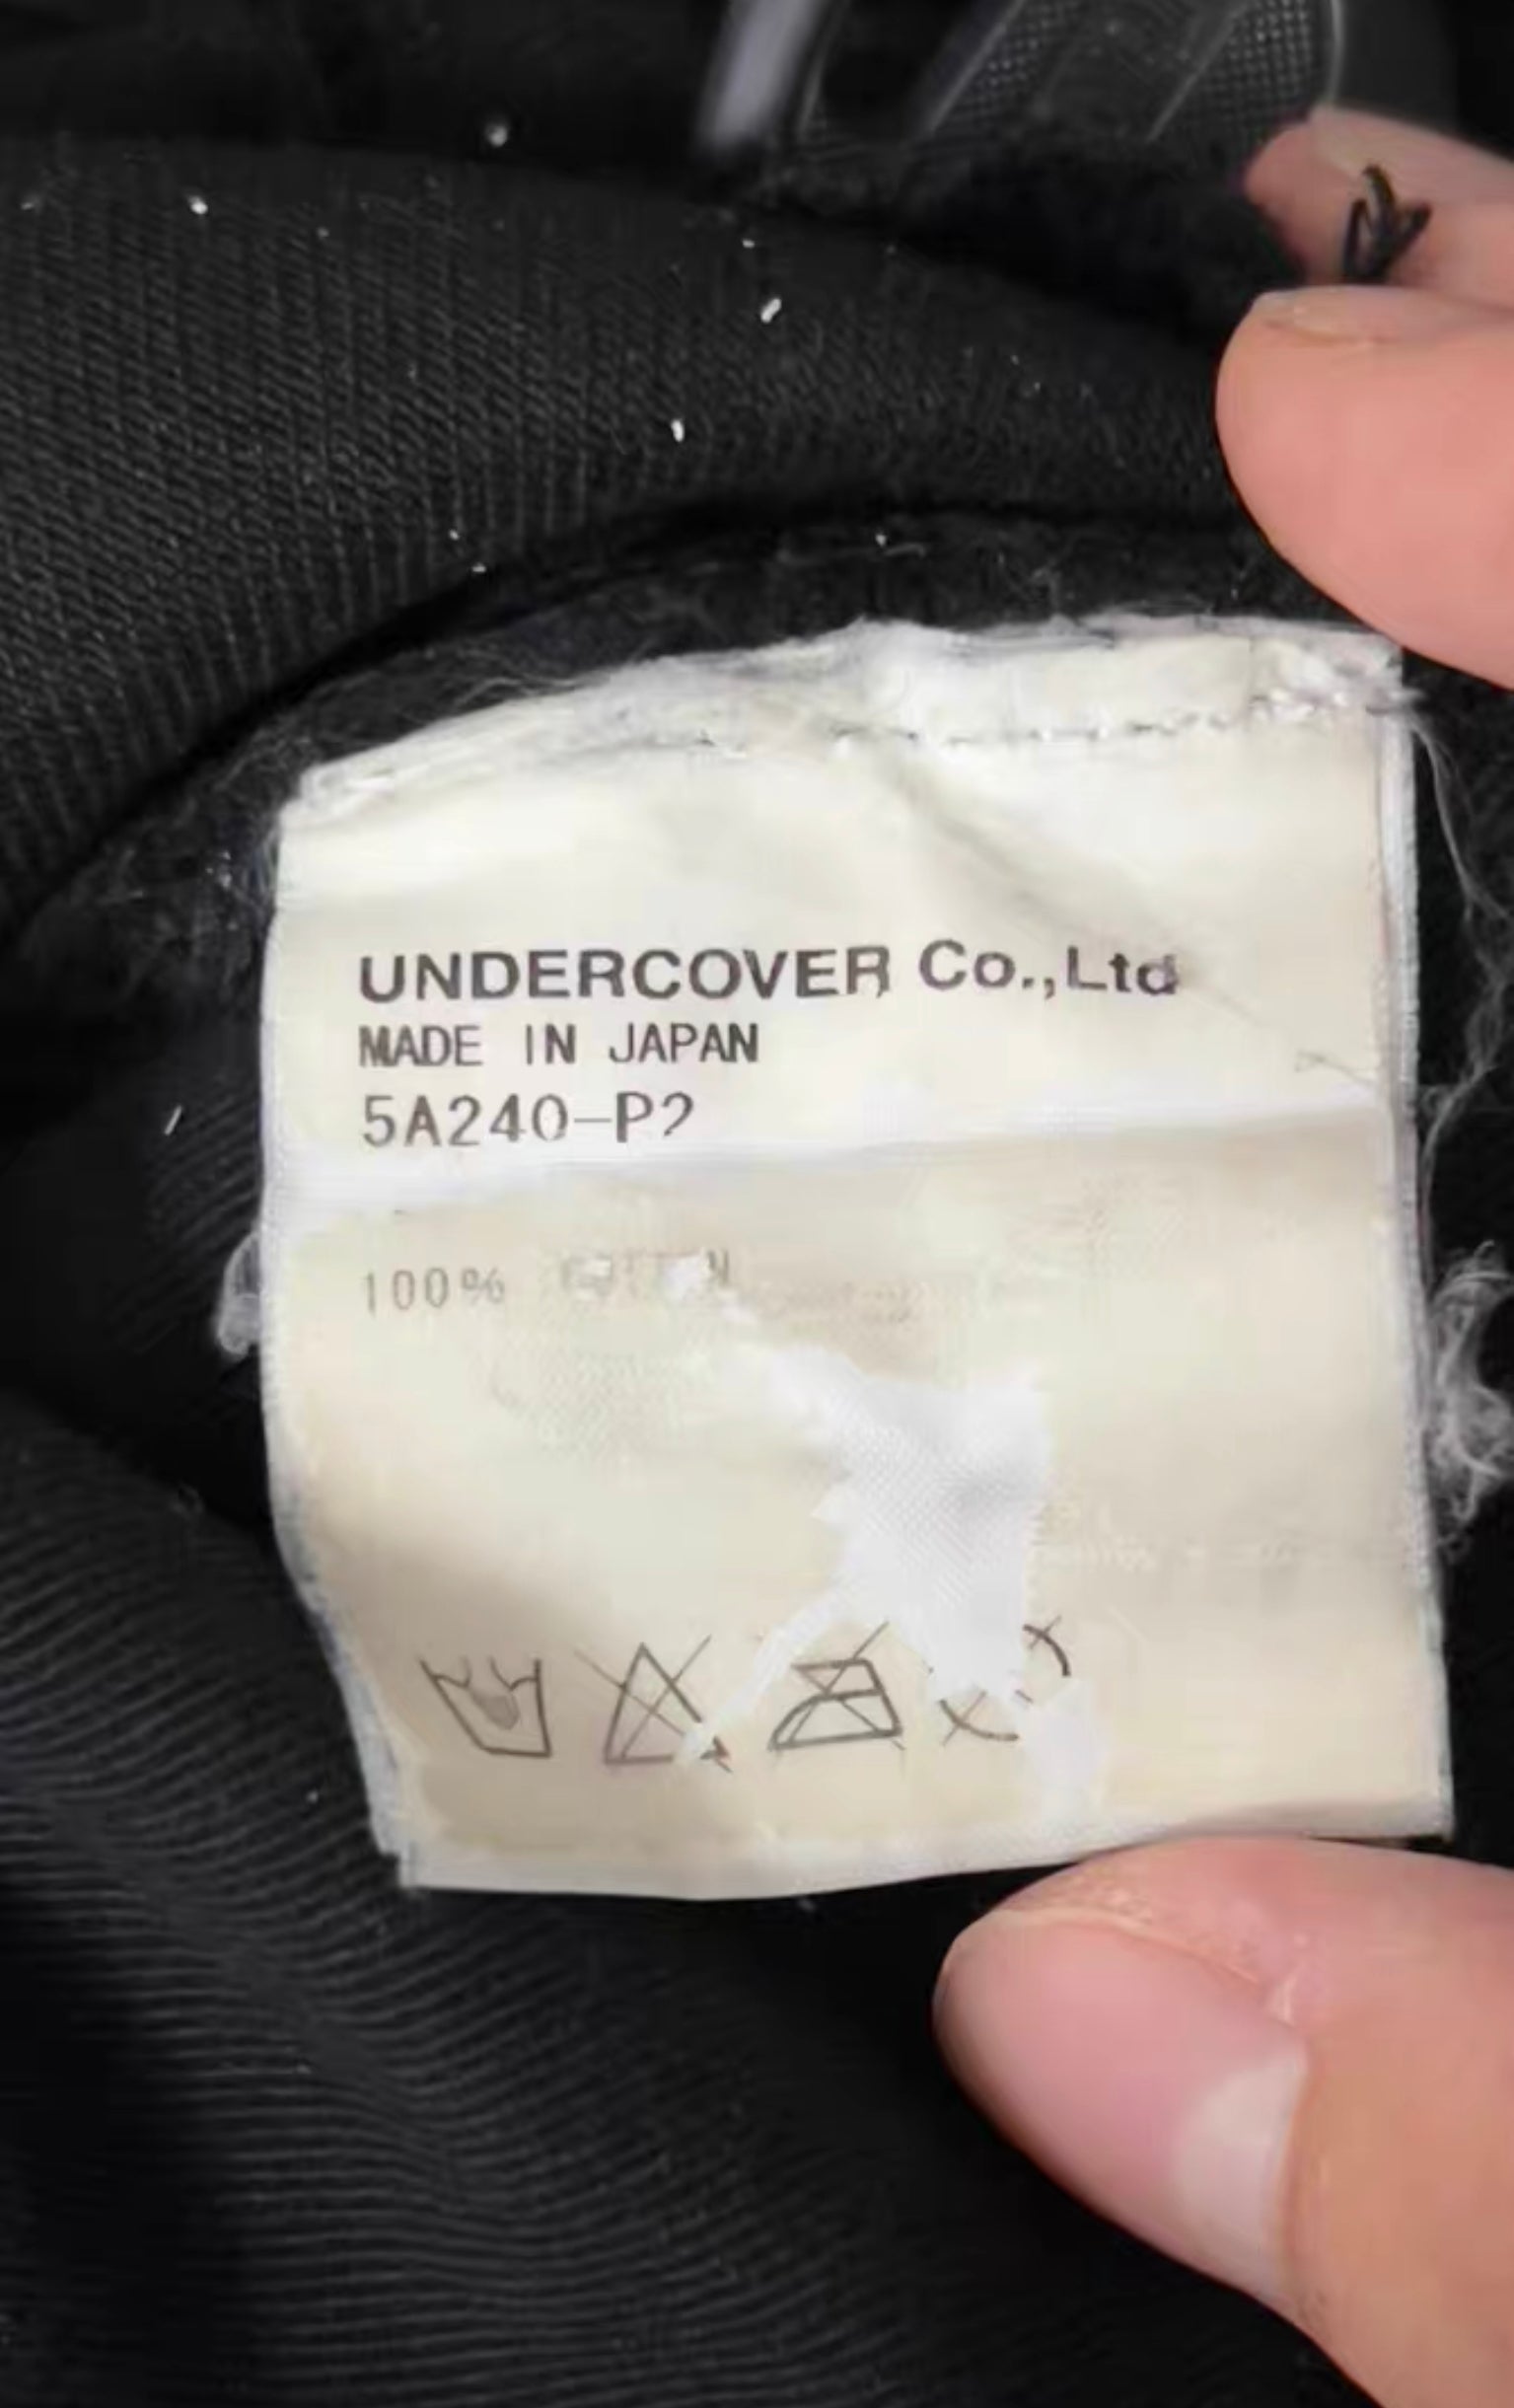 UNDERCOVER Co.,Ltd
MADE IN JAPAN
5A240-P2
100%